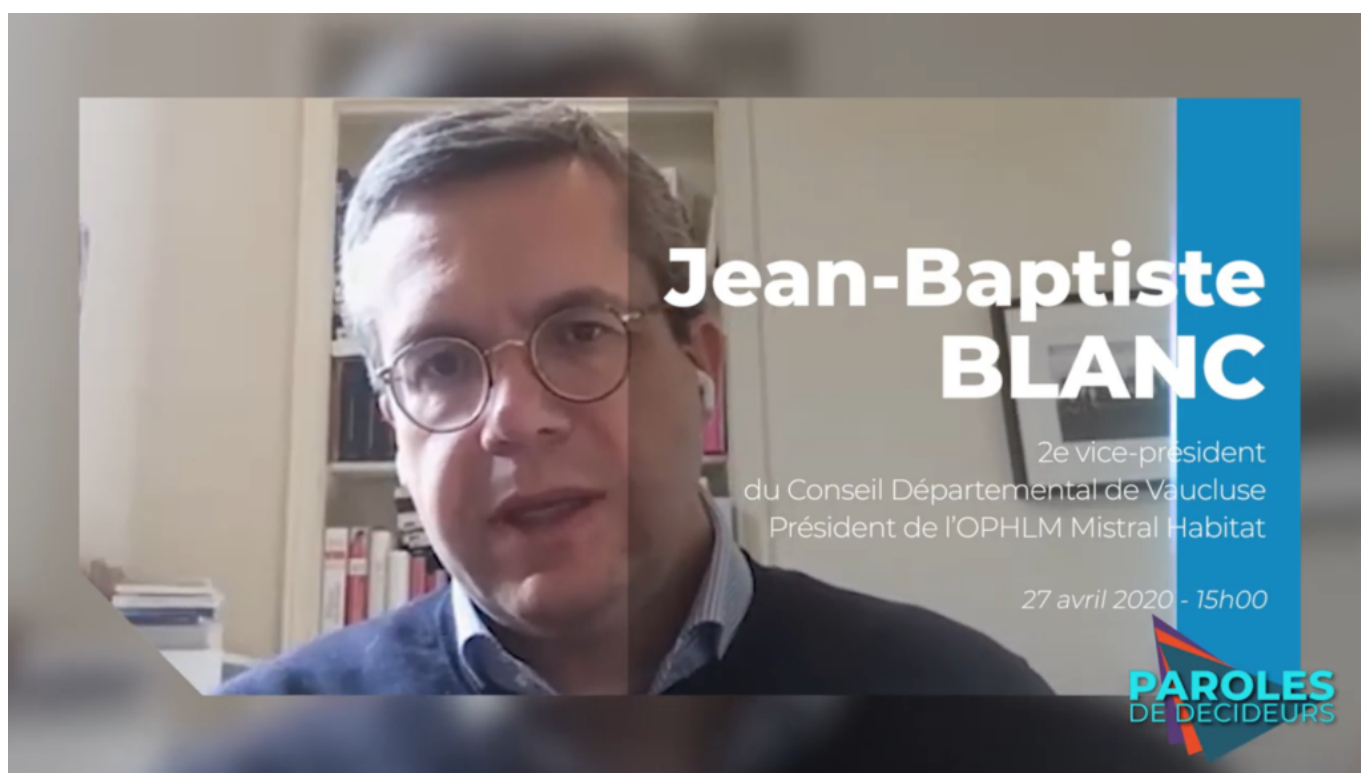 Jean-Baptiste
BLANC
2e vice-président
du Conseil Départemental de Vaucluse
Président de l'OPHLM Mistral Habitat
27 avril 2020 - 15h00
PAROLES
DE DECIDEURS